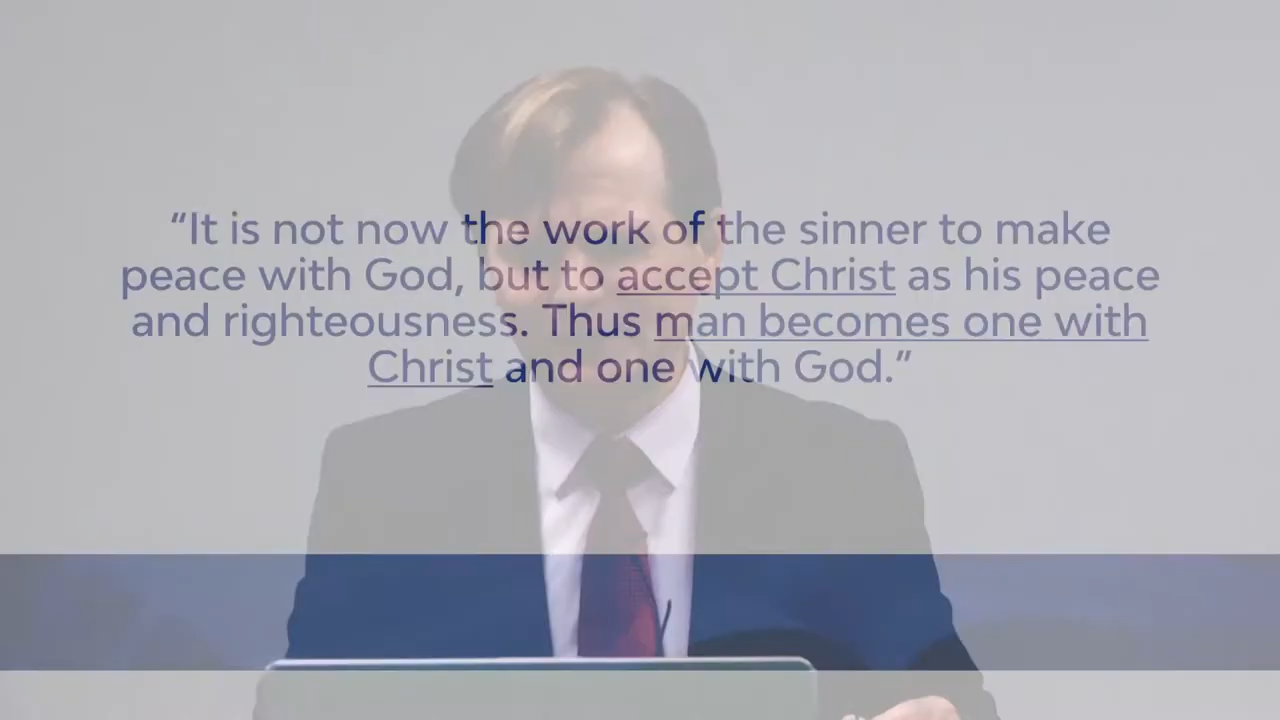 “It is not now the work of the sinner to make
peace with God, but to accept Christ as his peace
and righteousness. Thus man becomes one with
Christ and one with God.”